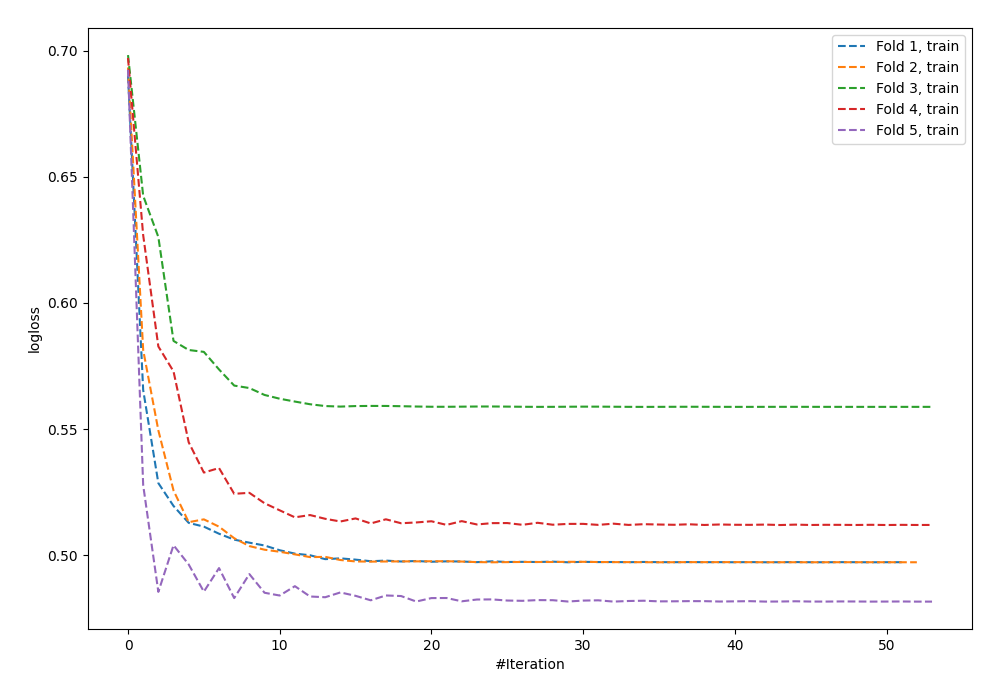 0.70
0.65
0.60
0.55
0.50
logloss
0
10
20
30
40
50
#Iteration
Fold 1, train
Fold 2, train
Fold 3, train
Fold 4, train
Fold 5, train